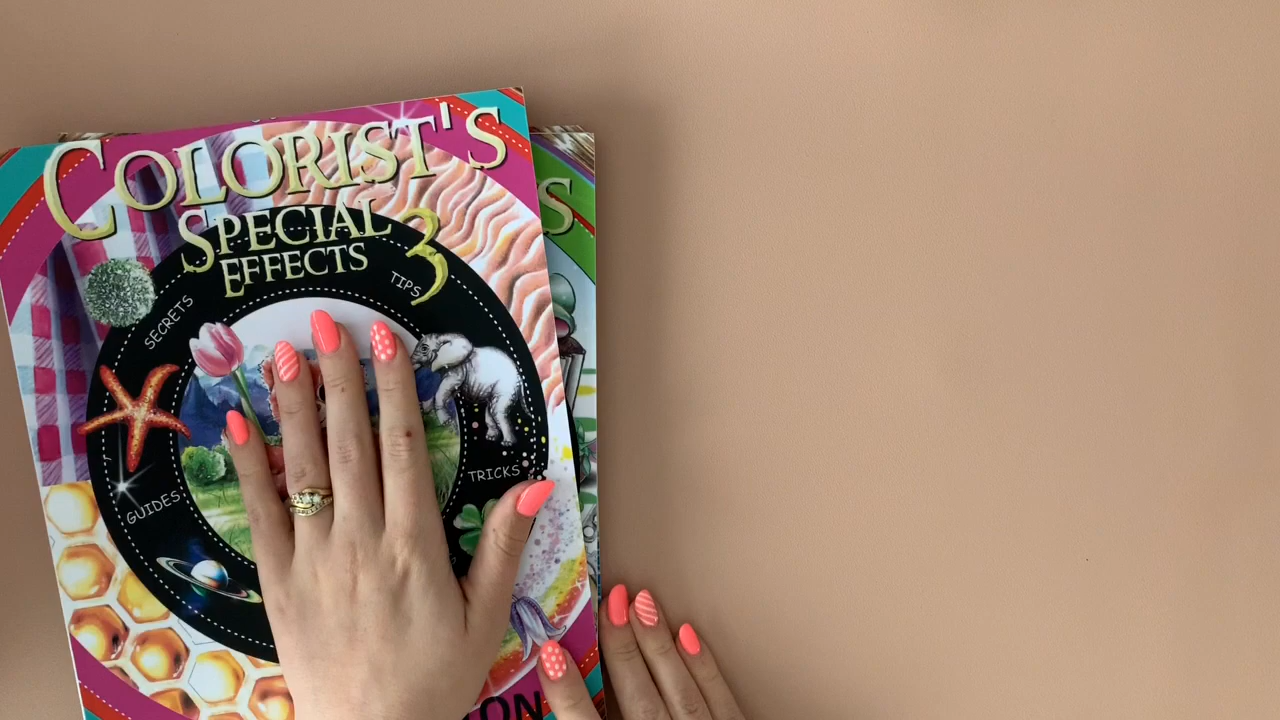 COLORIST'S
SPECIAL
EFFECTS 3
TIPS
SECRETS
TRICKS
GUIDES
S